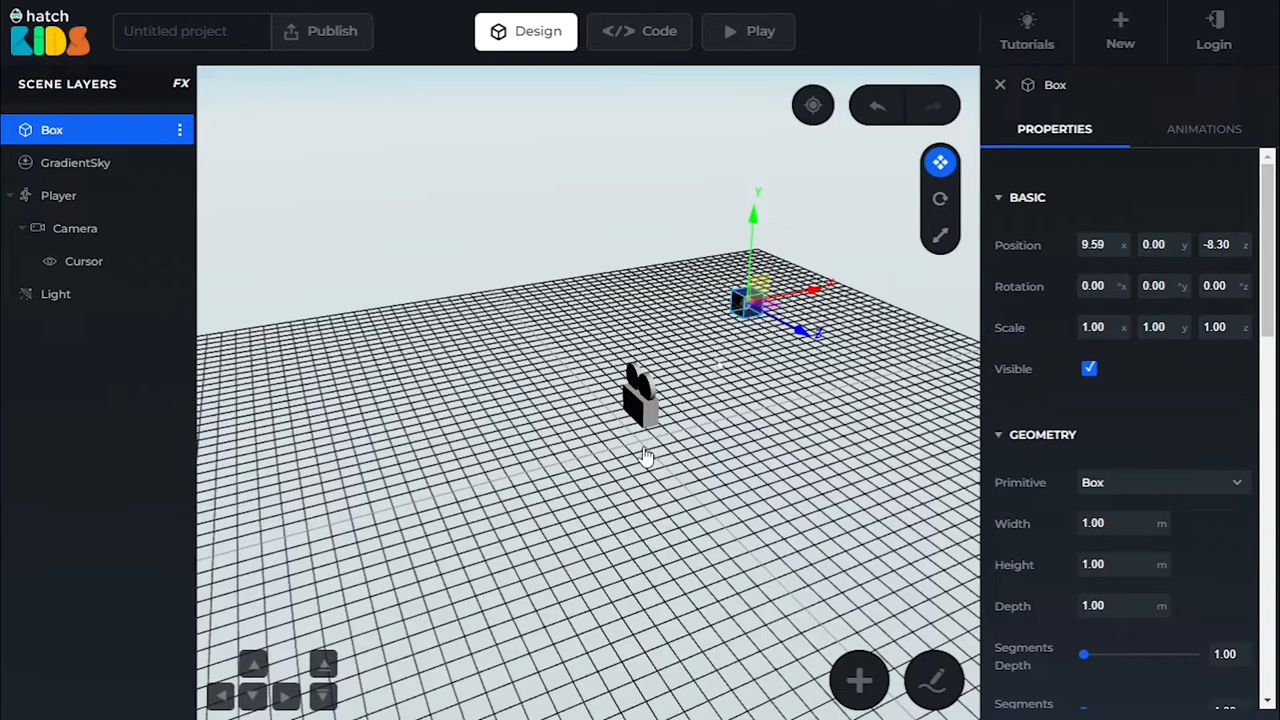 hatch
KIDS
Untitled project
Publish
Design
</> Code
Play
Tutorials
New
Login
SCENE LAYERS FX
Box
GradientSky
Player
Camera
Cursor
Light
Y
X
Z
Box
PROPERTIES ANIMATIONS
BASIC
Position 9.59 x 0.00 y -8.30 z
Rotation 0.00 °x 0.00 °y 0.00 °z
Scale 1.00 x 1.00 y 1.00 z
Visible
GEOMETRY
Primitive Box
Width 1.00 m
Height 1.00 m
Depth 1.00 m
Segments
Depth 1.00
Segments